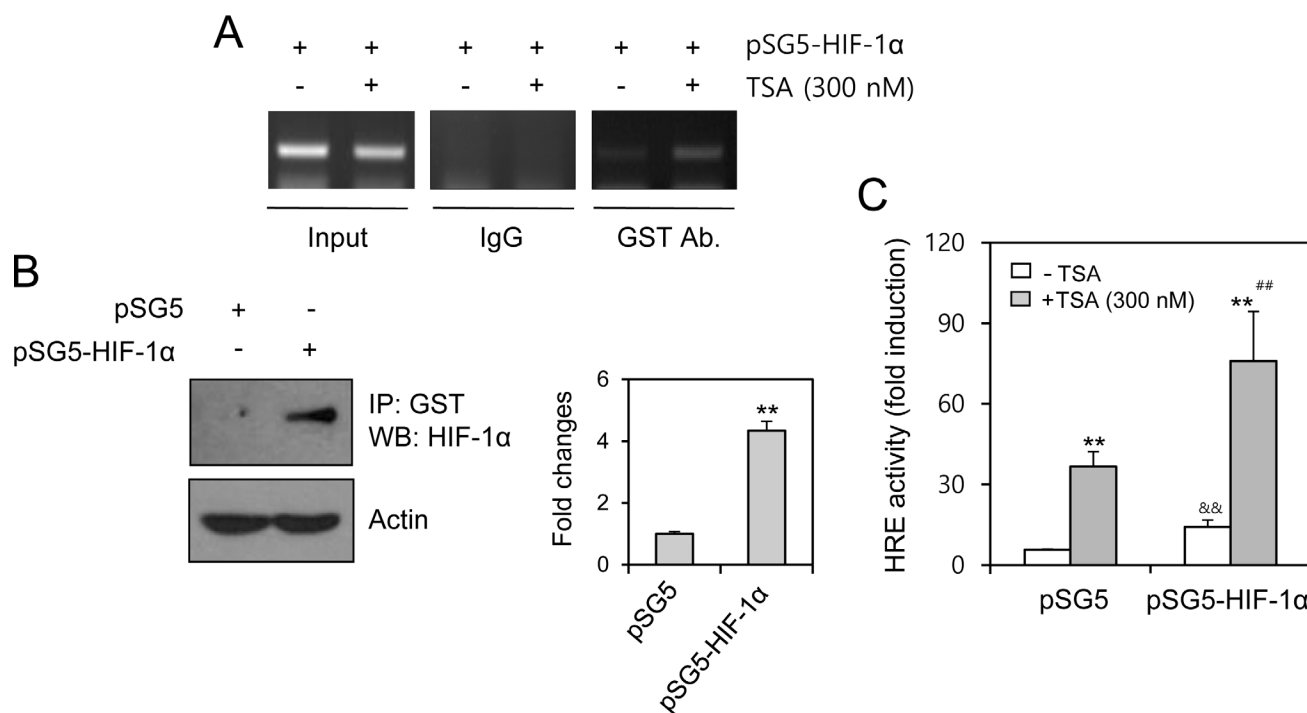 A
+ + + + + + pSG5-HIF-1α
- + - + - + TSA (300 nM)
Input IgG GST Ab.
B
pSG5 + -
pSG5-HIF-1α - +
IP: GST
WB: HIF-1α
Actin
Fold changes
6
4
2
0
**
pSG5
pSG5-HIF-1α
C
HRE activity (fold induction)
120
90
60
30
0
- TSA
+TSA (300 nM)
**
&&
** ##
pSG5 pSG5-HIF-1α